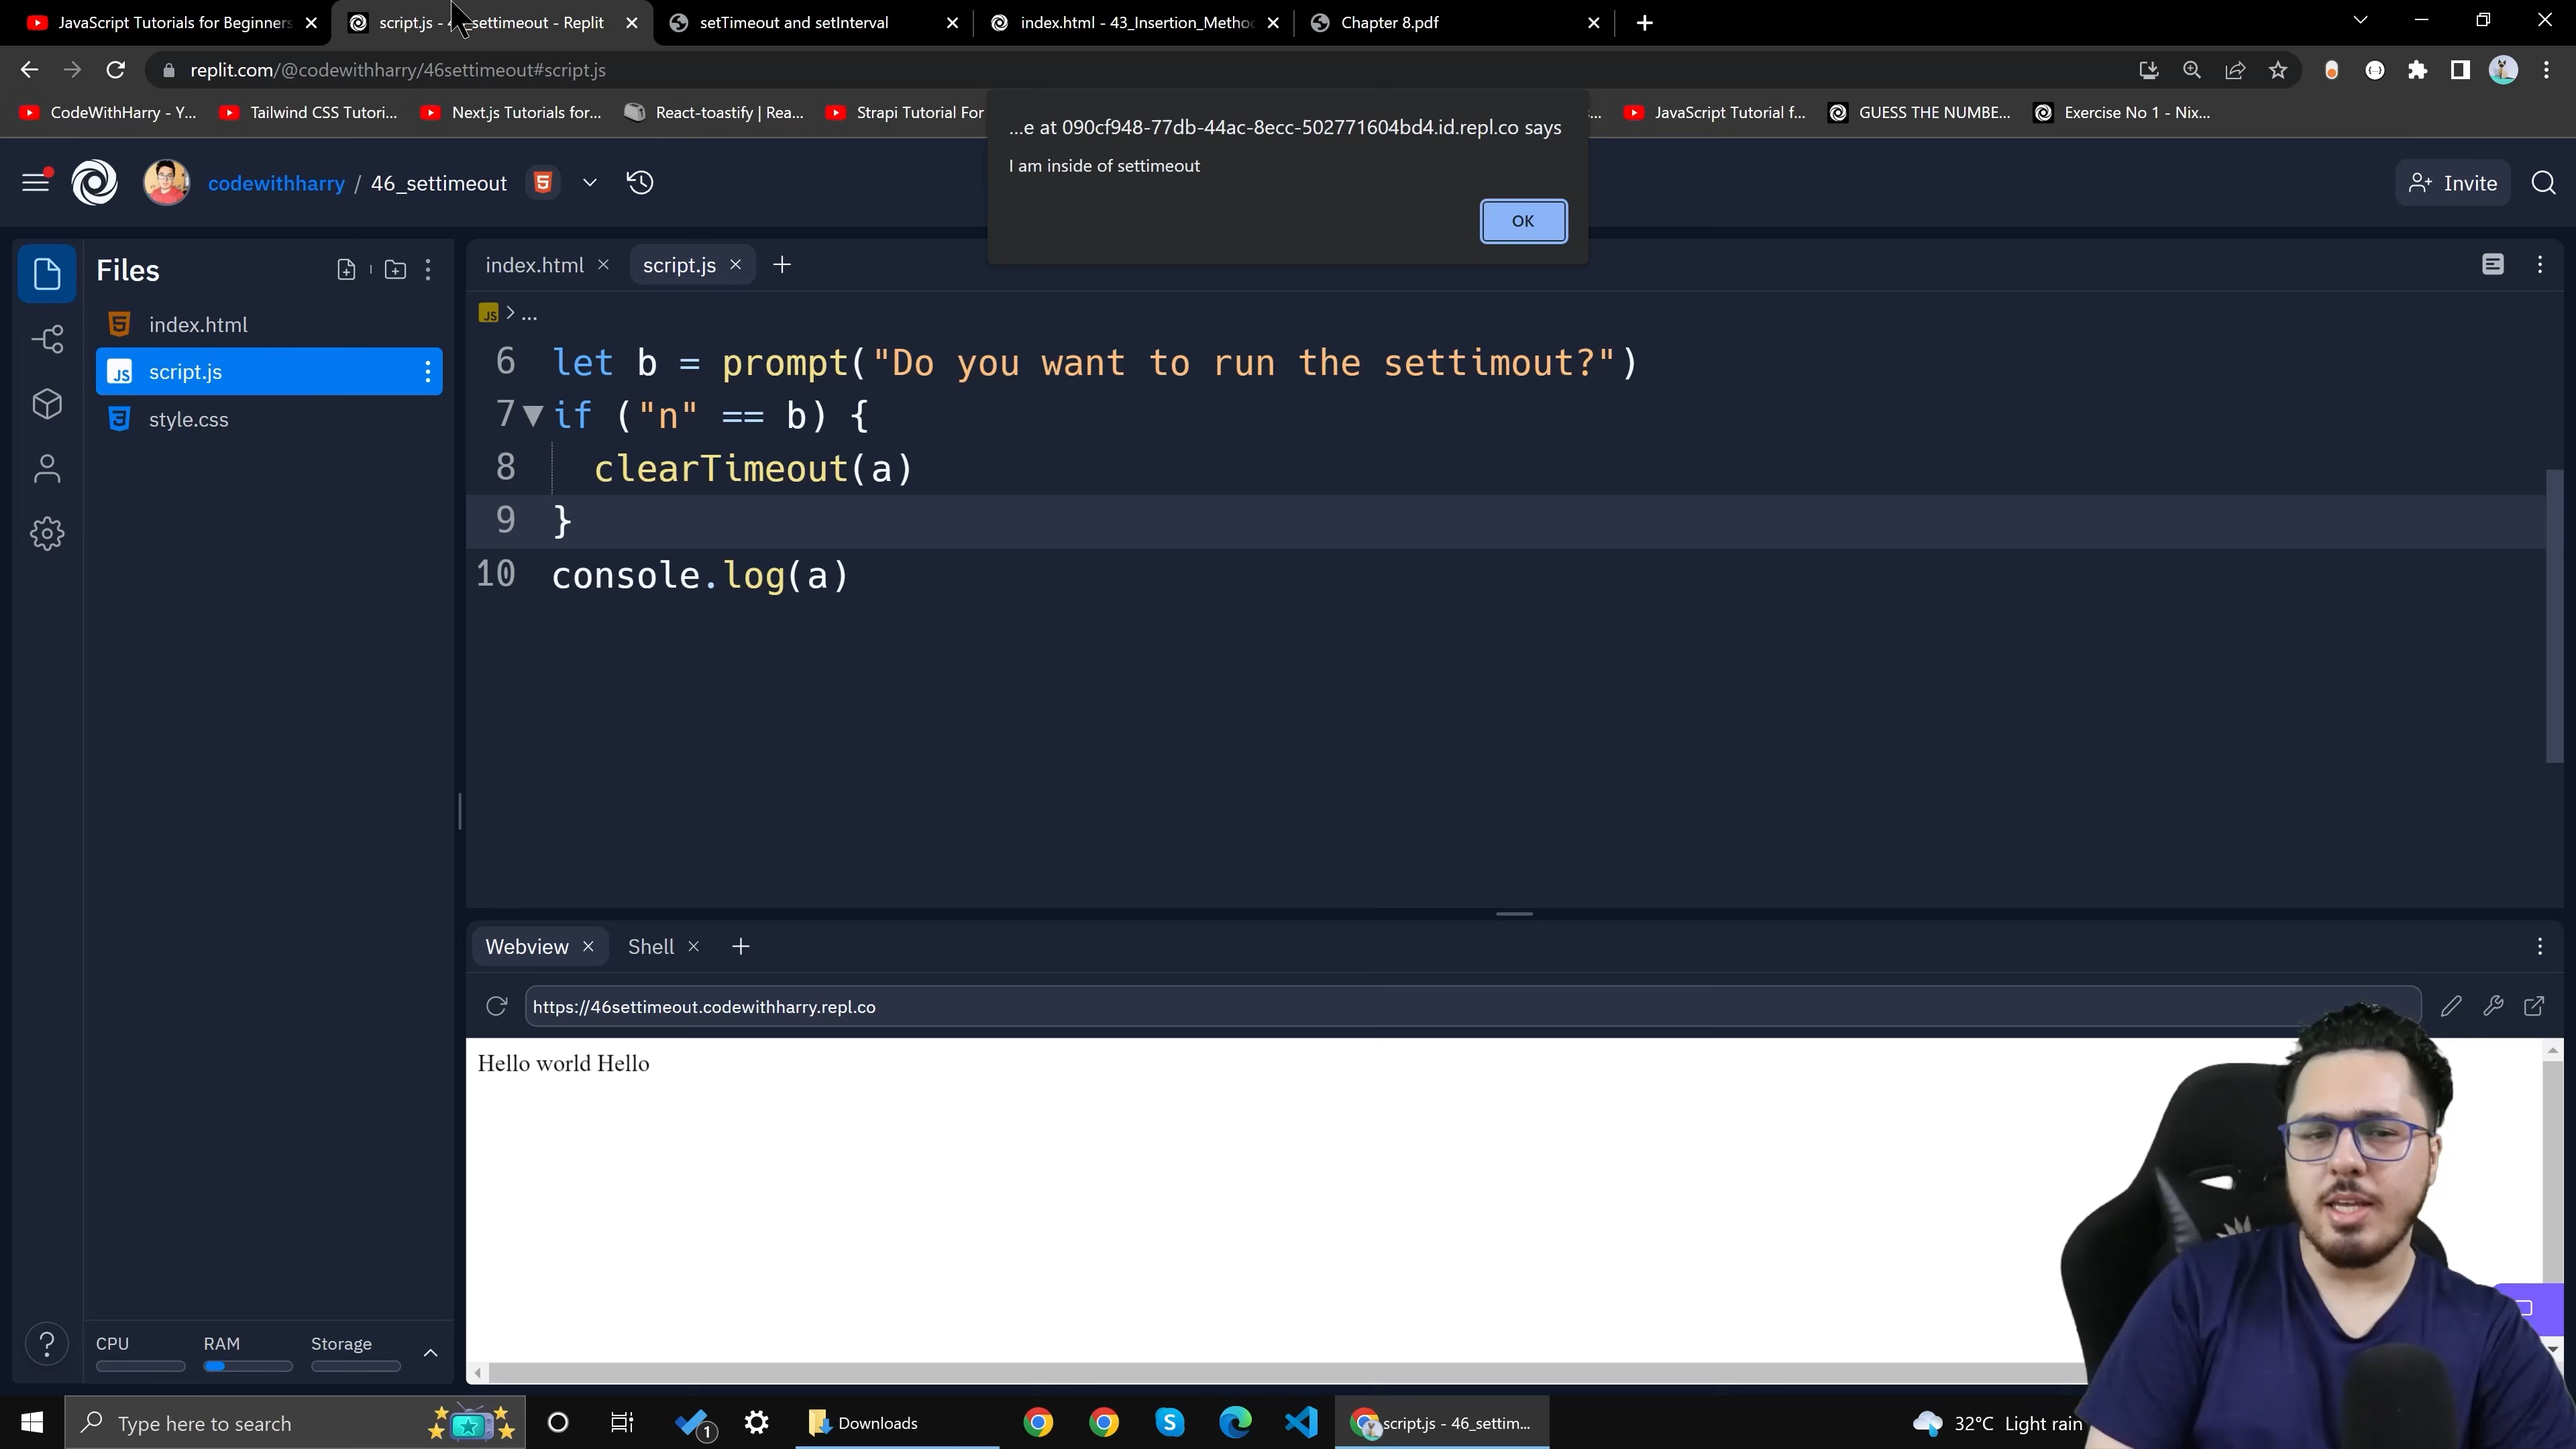 JavaScript Tutorials for Beginners
script.js - 4 settimeout - Replit
setTimeout and setInterval
index.html - 43_Insertion_Metho
Chapter 8.pdf
replit.com/@codewithharry/46settimeout#script.js
CodeWithHarry - Y...
Tailwind CSS Tutori...
Next.js Tutorials for...
React-toastify | Rea...
Strapi Tutorial For
JavaScript Tutorial f...
GUESS THE NUMBE...
Exercise No 1 - Nix...
...e at 090cf948-77db-44ac-8ecc-502771604bd4.id.repl.co says
I am inside of settimeout
OK
codewithharry / 46_settimeout
Invite
Files
index.html
script.js
style.css
index.html
script.js
JS > ...
6 let b = prompt("Do you want to run the settimout?")
7 if ("n" == b) {
8 clearTimeout(a)
9 }
10 console.log(a)
Webview
Shell
https://46settimeout.codewithharry.repl.co
Hello world Hello
CPU
RAM
Storage
Type here to search
1
Downloads
script.js - 46_settim...
32°C Light rain